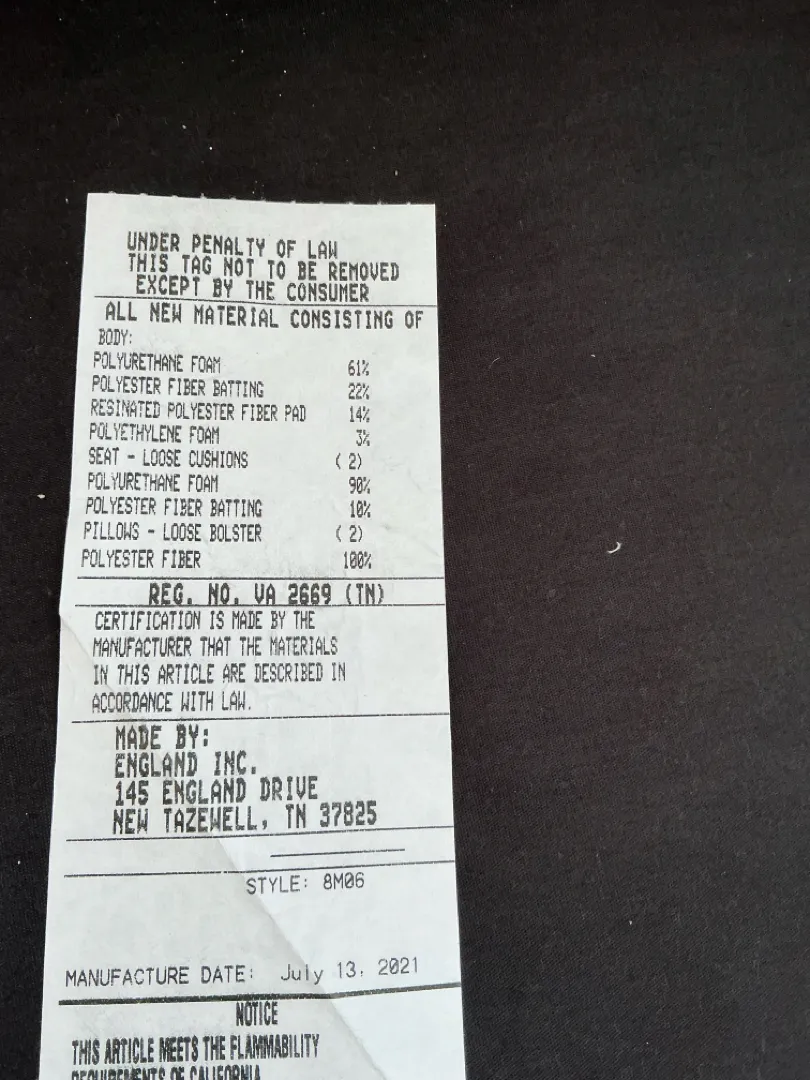 UNDER PENALTY OF LAW
THIS TAG NOT TO BE REMOVED
EXCEPT BY THE CONSUMER
ALL NEW MATERIAL CONSISTING OF
BODY:
POLYURETHANE FOAM 61%
POLYESTER FIBER BATTING 22%
RESINATED POLYESTER FIBER PAD 14%
POLYETHYLENE FOAM 3%
SEAT - LOOSE CUSHIONS ( 2)
POLYURETHANE FOAM 90%
POLYESTER FIBER BATTING 10%
PILLOWS - LOOSE BOLSTER ( 2)
POLYESTER FIBER 100%
REG. NO. VA 2669 (TN)
CERTIFICATION IS MADE BY THE
MANUFACTURER THAT THE MATERIALS
IN THIS ARTICLE ARE DESCRIBED IN
ACCORDANCE WITH LAW.
MADE BY:
ENGLAND INC.
145 ENGLAND DRIVE
NEW TAZEWELL, TN 37825
STYLE: 8M06
MANUFACTURE DATE: July 13, 2021
NOTICE
THIS ARTICLE MEETS THE FLAMMABILITY
REQUIREMENTS OF CALIFORNIA